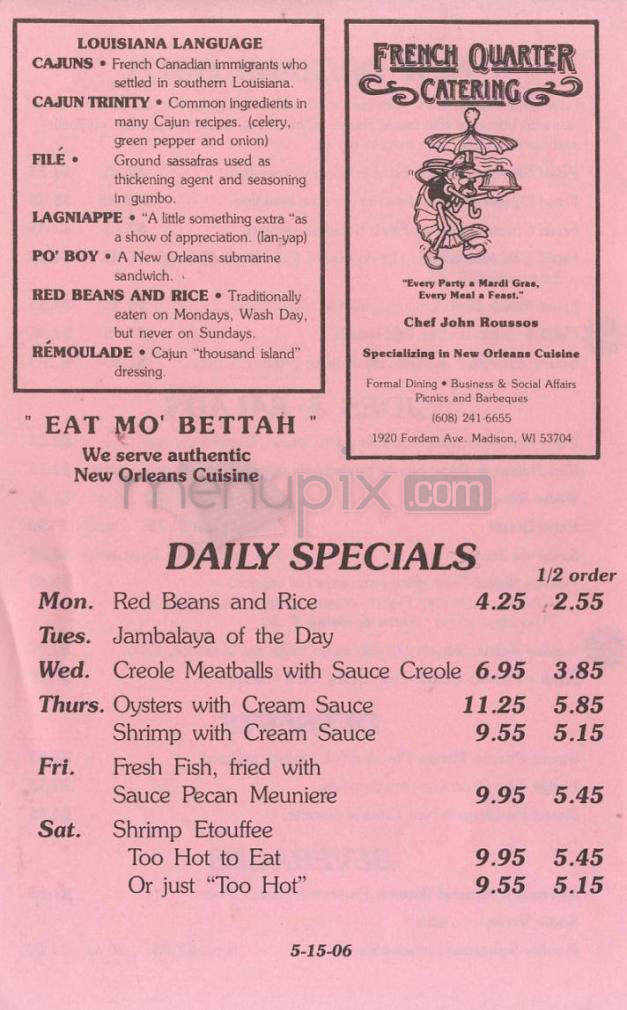 LOUISIANA LANGUAGE
CAJUNS • French Canadian immigrants who
settled in southern Louisiana.
CAJUN TRINITY • Common ingredients in
many Cajun recipes. (celery,
green pepper and onion)
FILÉ • Ground sassafras used as
thickening agent and seasoning
in gumbo.
LAGNIAPPE • "A little something extra "as
a show of appreciation. (lan-yap)
PO' BOY • A New Orleans submarine
sandwich.
RED BEANS AND RICE • Traditionally
eaten on Mondays, Wash Day,
but never on Sundays.
RÉMOULADE • Cajun "thousand island"
dressing.
FRENCH QUARTER
CATERING
"Every Party a Mardi Gras,
Every Meal a Feast."
Chef John Roussos
Specializing in New Orleans Cuisine
Formal Dining • Business & Social Affairs
Picnics and Barbeques
(608) 241-6655
1920 Fordem Ave. Madison, WI 53704
" EAT MO' BETTAH "
We serve authentic
New Orleans Cuisine
menupix.com
DAILY SPECIALS
1/2 order
Mon. Red Beans and Rice 4.25 2.55
Tues. Jambalaya of the Day
Wed. Creole Meatballs with Sauce Creole 6.95 3.85
Thurs. Oysters with Cream Sauce 11.25 5.85
Shrimp with Cream Sauce 9.55 5.15
Fri. Fresh Fish, fried with
Sauce Pecan Meuniere 9.95 5.45
Sat. Shrimp Etouffee
Too Hot to Eat 9.95 5.45
Or just "Too Hot" 9.55 5.15
5-15-06